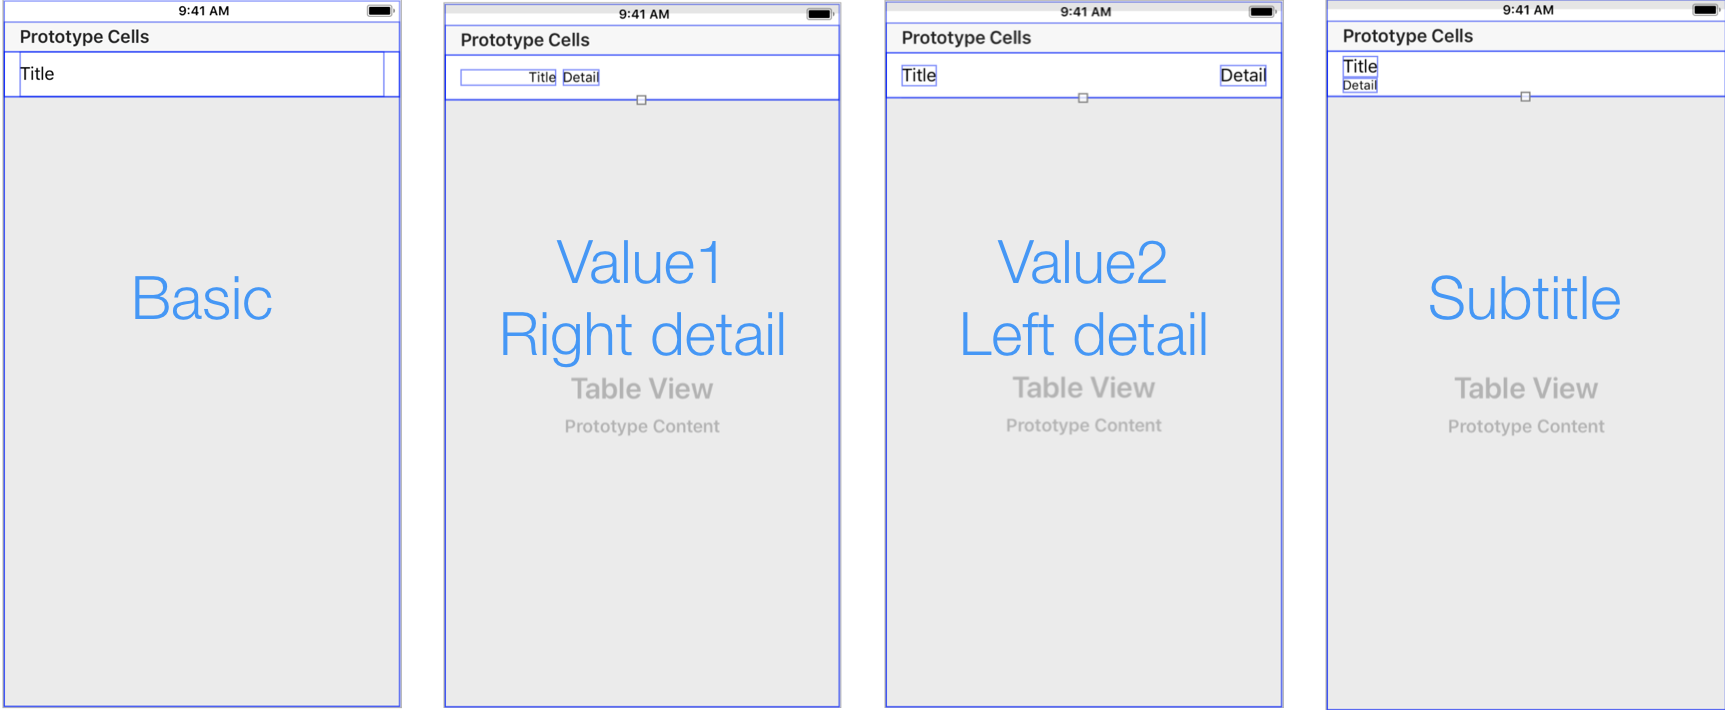 9:41 AM
Prototype Cells
Title
Basic
9:41 AM
Prototype Cells
Title Detail
Value1
Right detail
Table View
Prototype Content
9:41 AM
Prototype Cells
Title Detail
Value2
Left detail
Table View
Prototype Content
9:41 AM
Prototype Cells
Title
Detail
Subtitle
Table View
Prototype Content